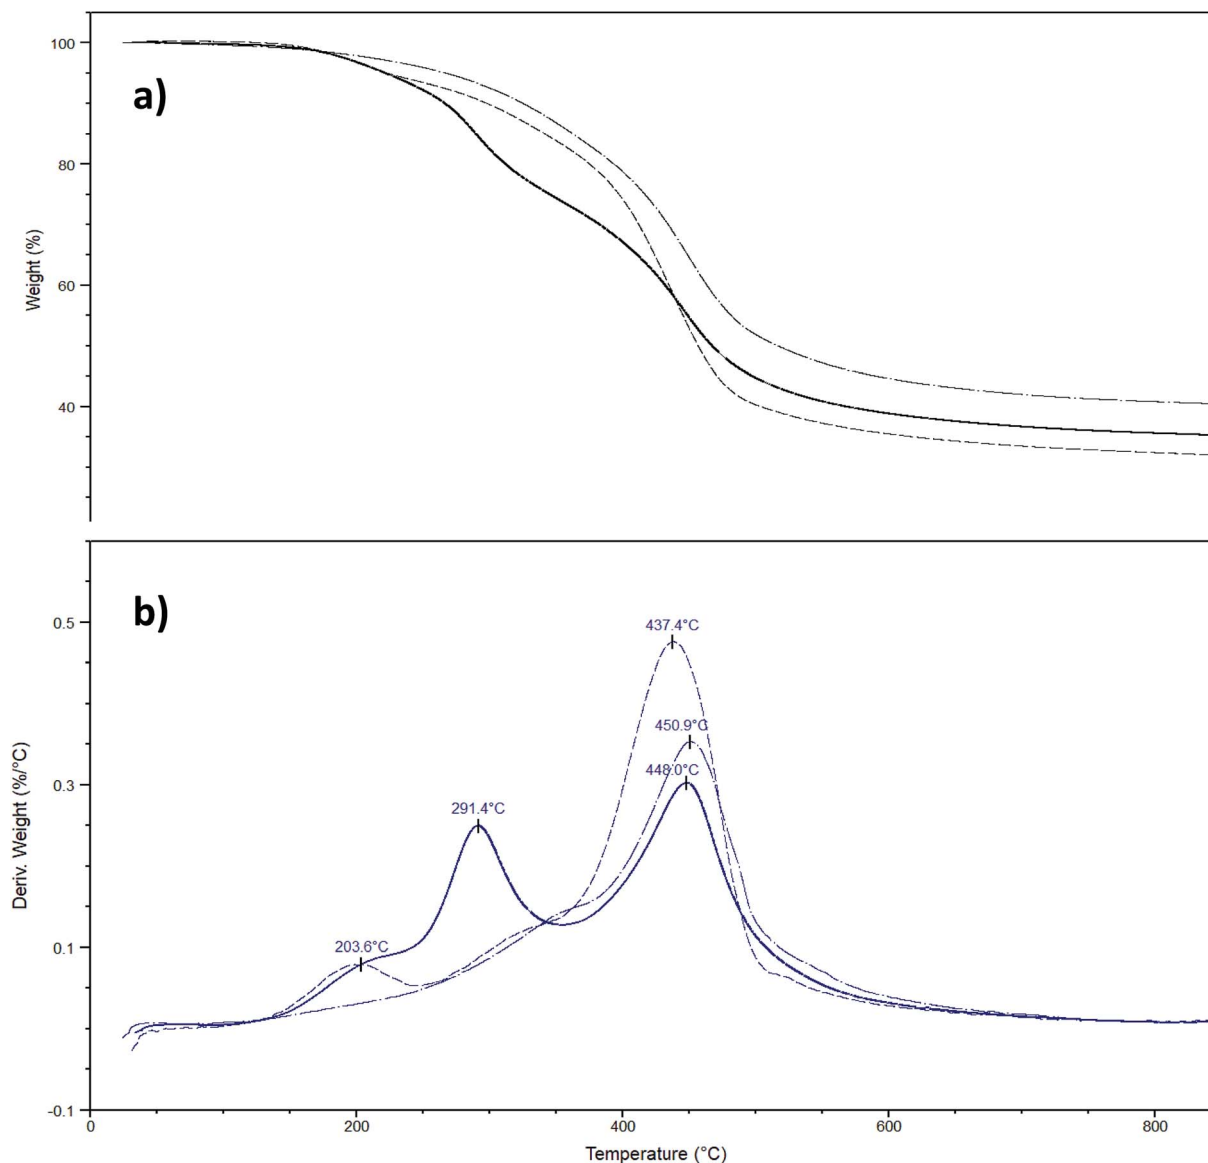 a)
100
80
60
40
Weight (%)
b)
0.5
0.3
0.1
-0.1
Deriv. Weight (%/°C)
437.4°C
450.9°C
448.0°C
291.4°C
203.6°C
0 200 400 600 800
Temperature (°C)